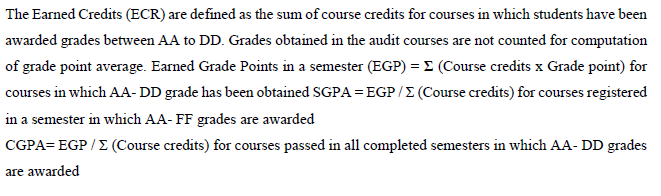 The Earned Credits (ECR) are defined as the sum of course credits for courses in which students have been
awarded grades between AA to DD. Grades obtained in the audit courses are not counted for computation
of grade point average. Earned Grade Points in a semester (EGP) = Σ (Course credits x Grade point) for
courses in which AA- DD grade has been obtained SGPA = EGP / Σ (Course credits) for courses registered
in a semester in which AA- FF grades are awarded
CGPA= EGP / Σ (Course credits) for courses passed in all completed semesters in which AA- DD grades
are awarded